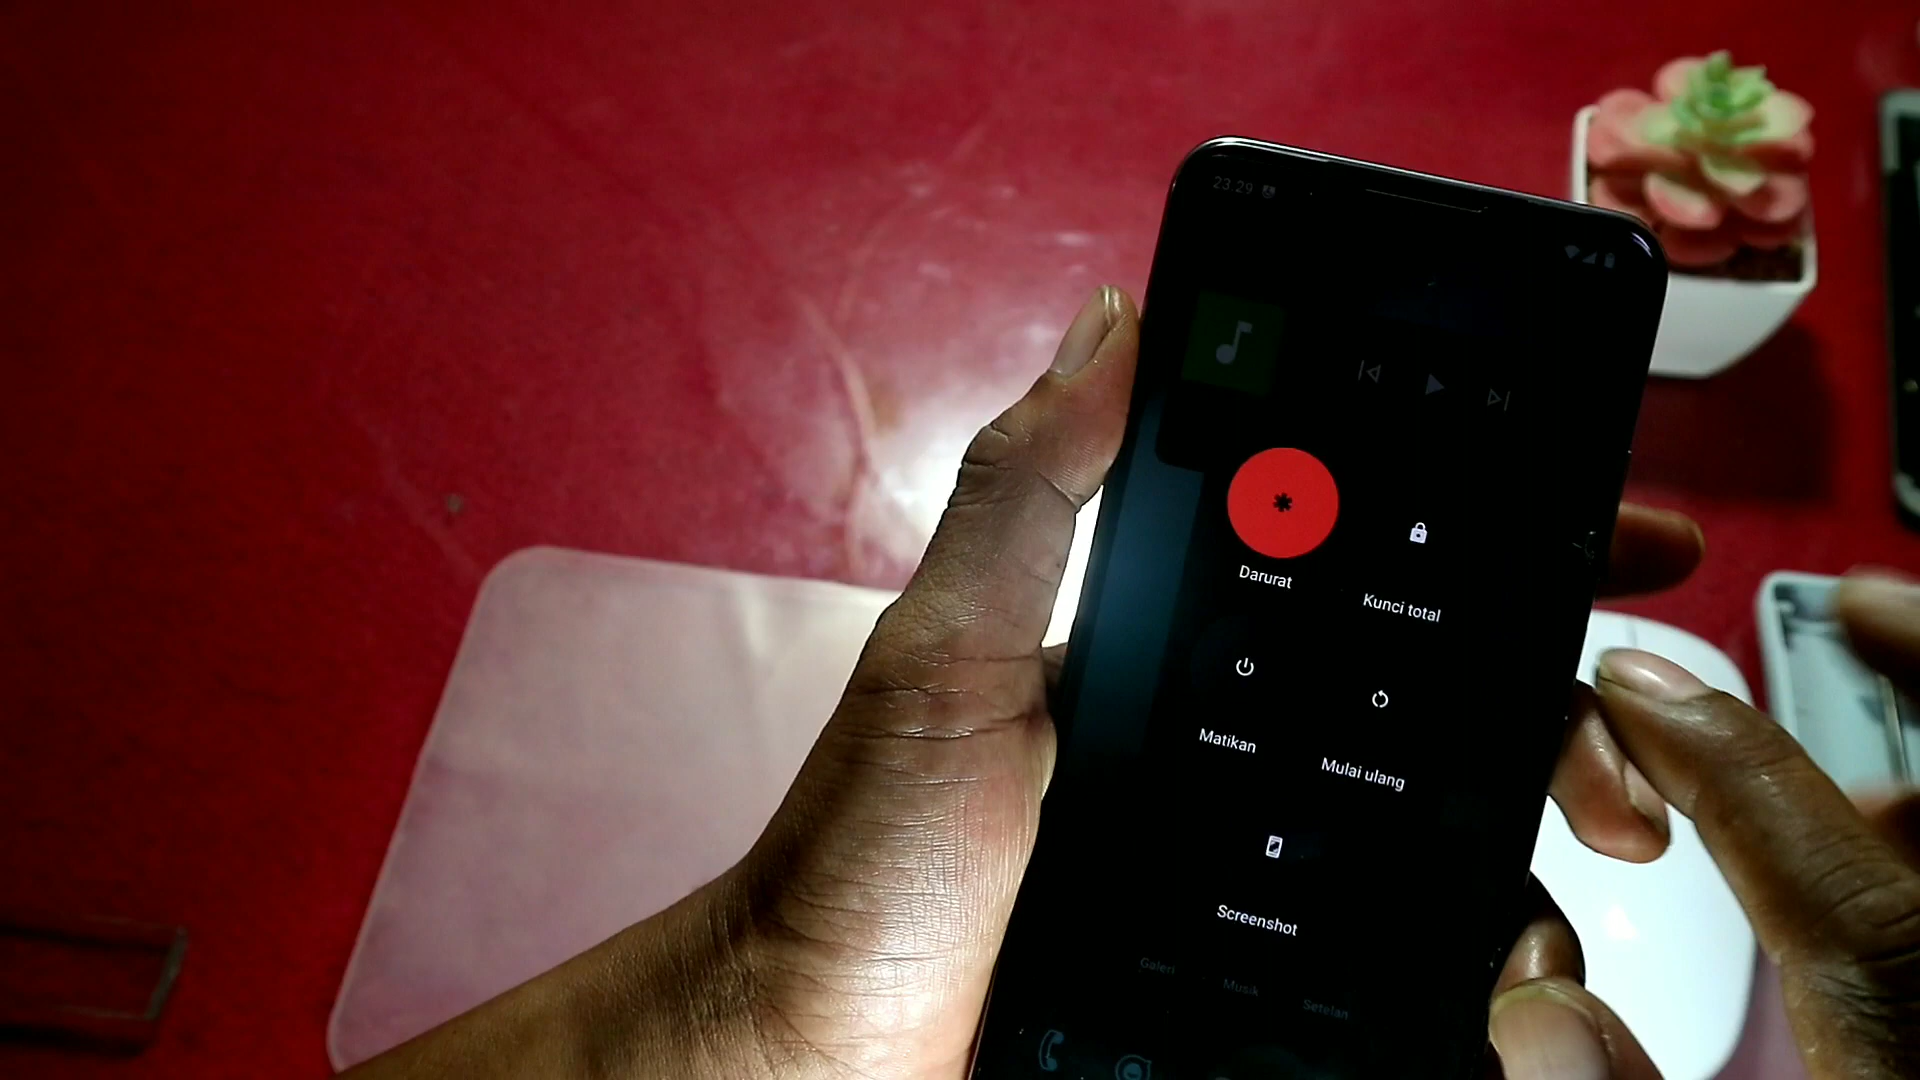 23.29
Darurat
Kunci total
Matikan
Mulai ulang
Screenshot
Galeri
Musik
Setelan